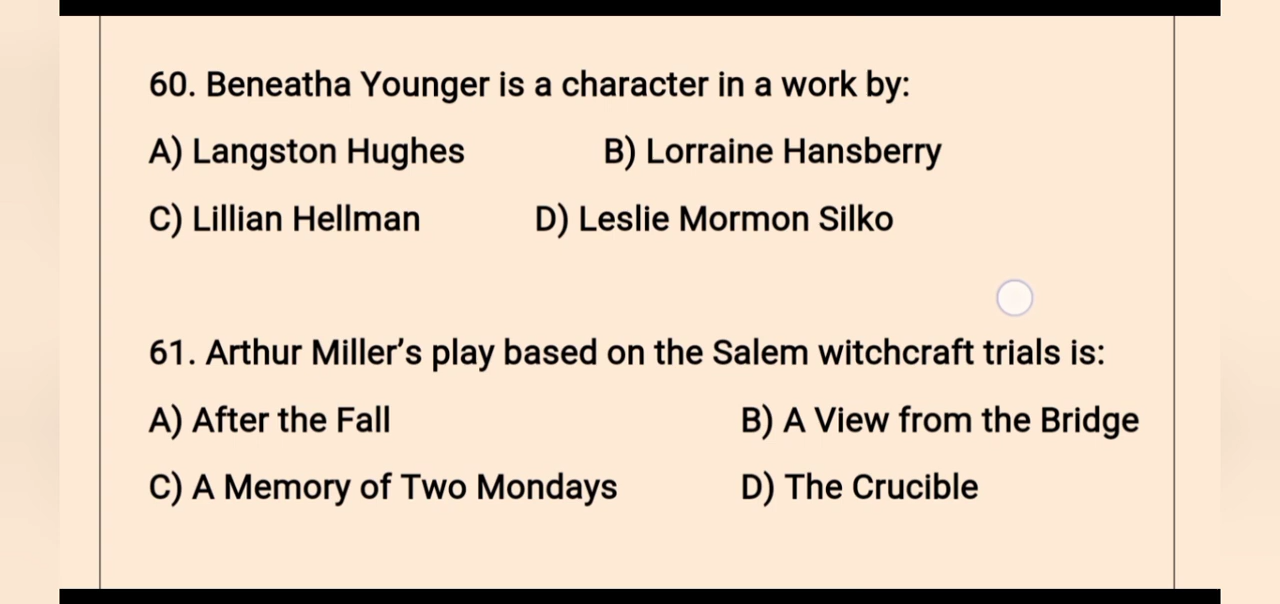 60. Beneatha Younger is a character in a work by:
A) Langston Hughes B) Lorraine Hansberry
C) Lillian Hellman D) Leslie Mormon Silko
61. Arthur Miller’s play based on the Salem witchcraft trials is:
A) After the Fall B) A View from the Bridge
C) A Memory of Two Mondays D) The Crucible